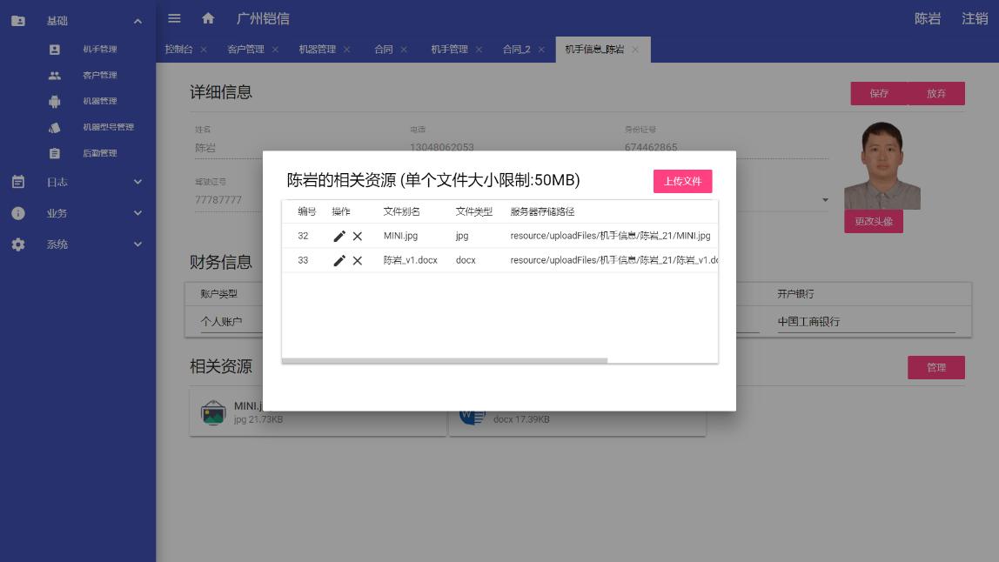 基础
机手管理
客户管理
机器管理
机器型号管理
后勤管理
日志
业务
系统
广州铠信
陈岩 注销
控制台 客户管理 机器管理 合同 机手管理 合同_2 机手信息_陈岩
详细信息
保存 放弃
姓名 电话 身份证号
陈岩 13048062053 674462865
驾驶证号
77787777
更改头像
陈岩的相关资源 (单个文件大小限制:50MB)
上传文件
编号 操作 文件别名 文件类型 服务器存储路径
32 MINI.jpg jpg resource/uploadFiles/机手信息/陈岩_21/MINI.jpg
33 陈岩_v1.docx docx resource/uploadFiles/机手信息/陈岩_21/陈岩_v1.do
财务信息
账户类型 开户银行
个人账户 中国工商银行
相关资源
管理
MINI.j
jpg 21.73KB
docx 17.39KB